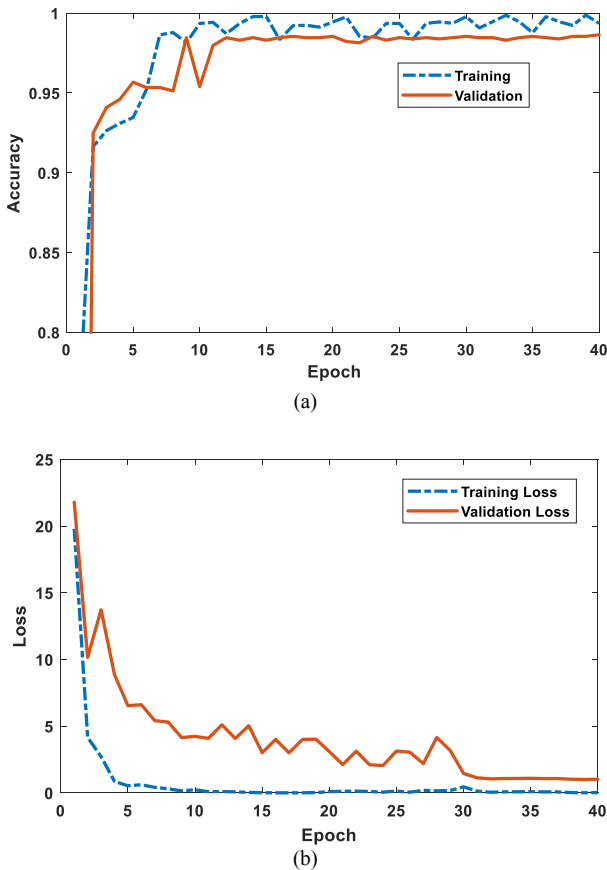 1
0.95
0.9
0.85
0.8
Accuracy
Training
Validation
0 5 10 15 20 25 30 35 40
Epoch
(a)
25
20
15
10
5
0
Loss
Training Loss
Validation Loss
0 5 10 15 20 25 30 35 40
Epoch
(b)